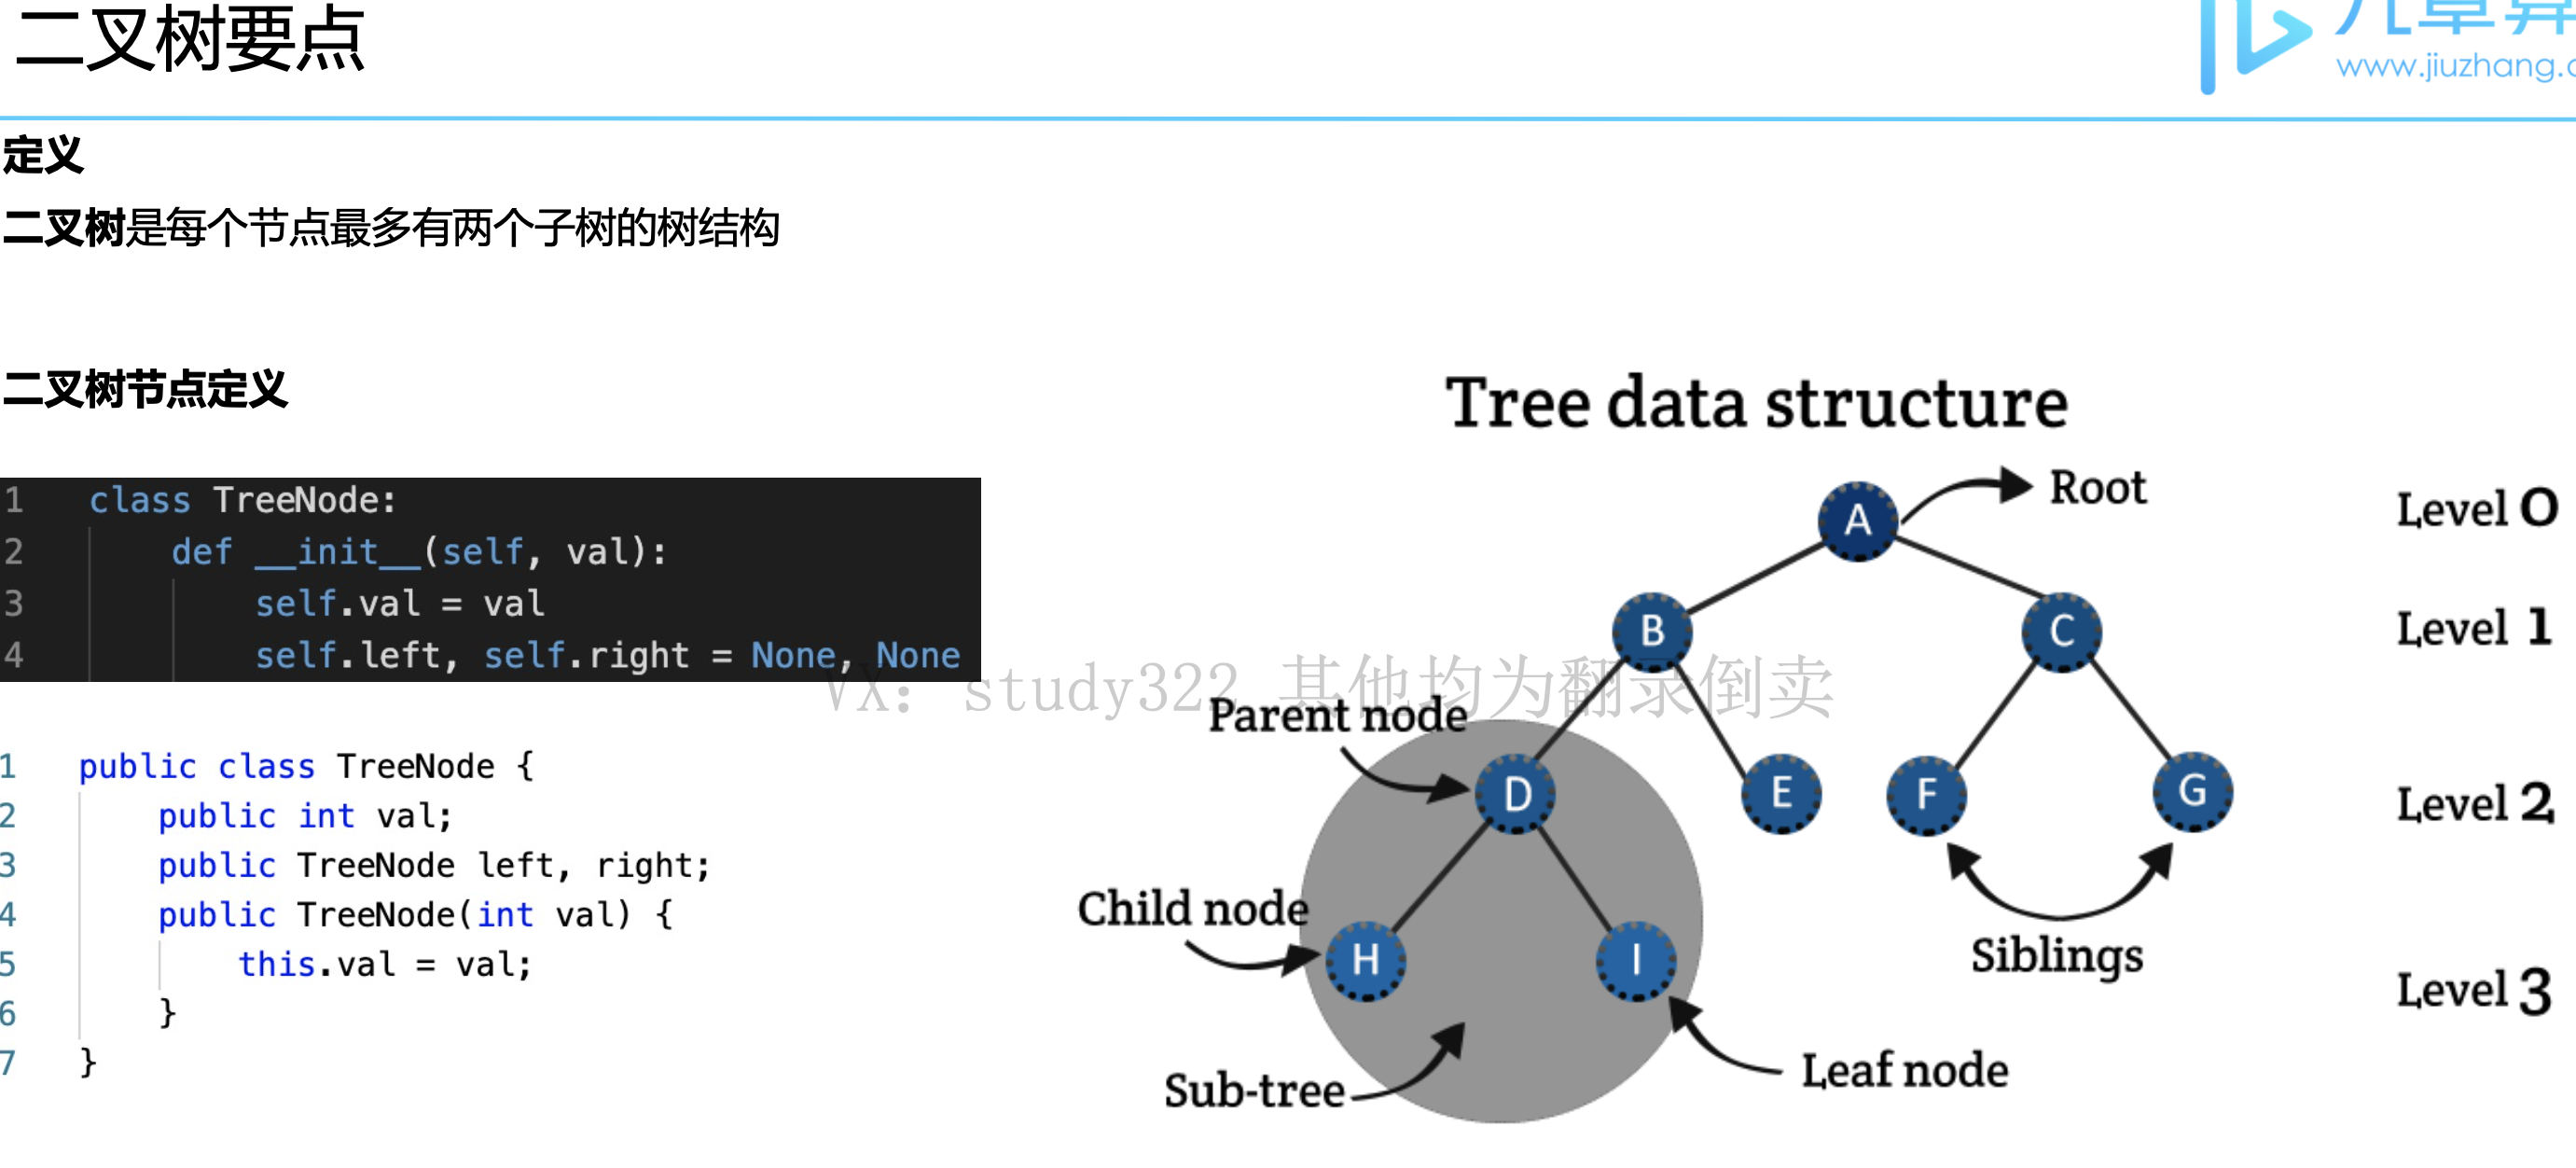 二叉树要点
www.jiuzhang.
定义
二叉树是每个节点最多有两个子树的树结构
二叉树节点定义
1 class TreeNode:
2 def __init__(self, val):
3 self.val = val
4 self.left, self.right = None, None
1 public class TreeNode {
2 public int val;
3 public TreeNode left, right;
4 public TreeNode(int val) {
5 this.val = val;
6 }
7 }
VX：study322 其他均为翻录倒卖
Tree data structure
A
Root
Level 0
B
C
Level 1
Parent node
D
E
F
G
Level 2
Child node
H
I
Siblings
Level 3
Sub-tree
Leaf node